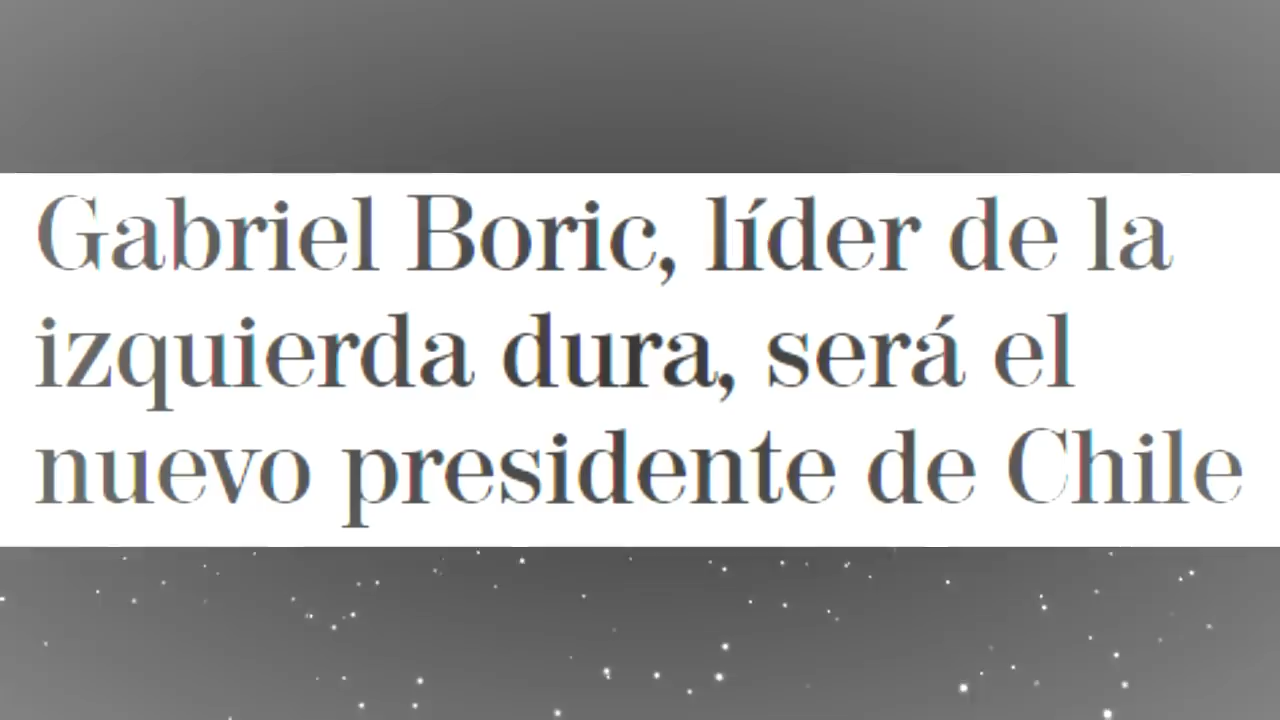 Gabriel Boric, líder de la
izquierda dura, será el
nuevo presidente de Chile